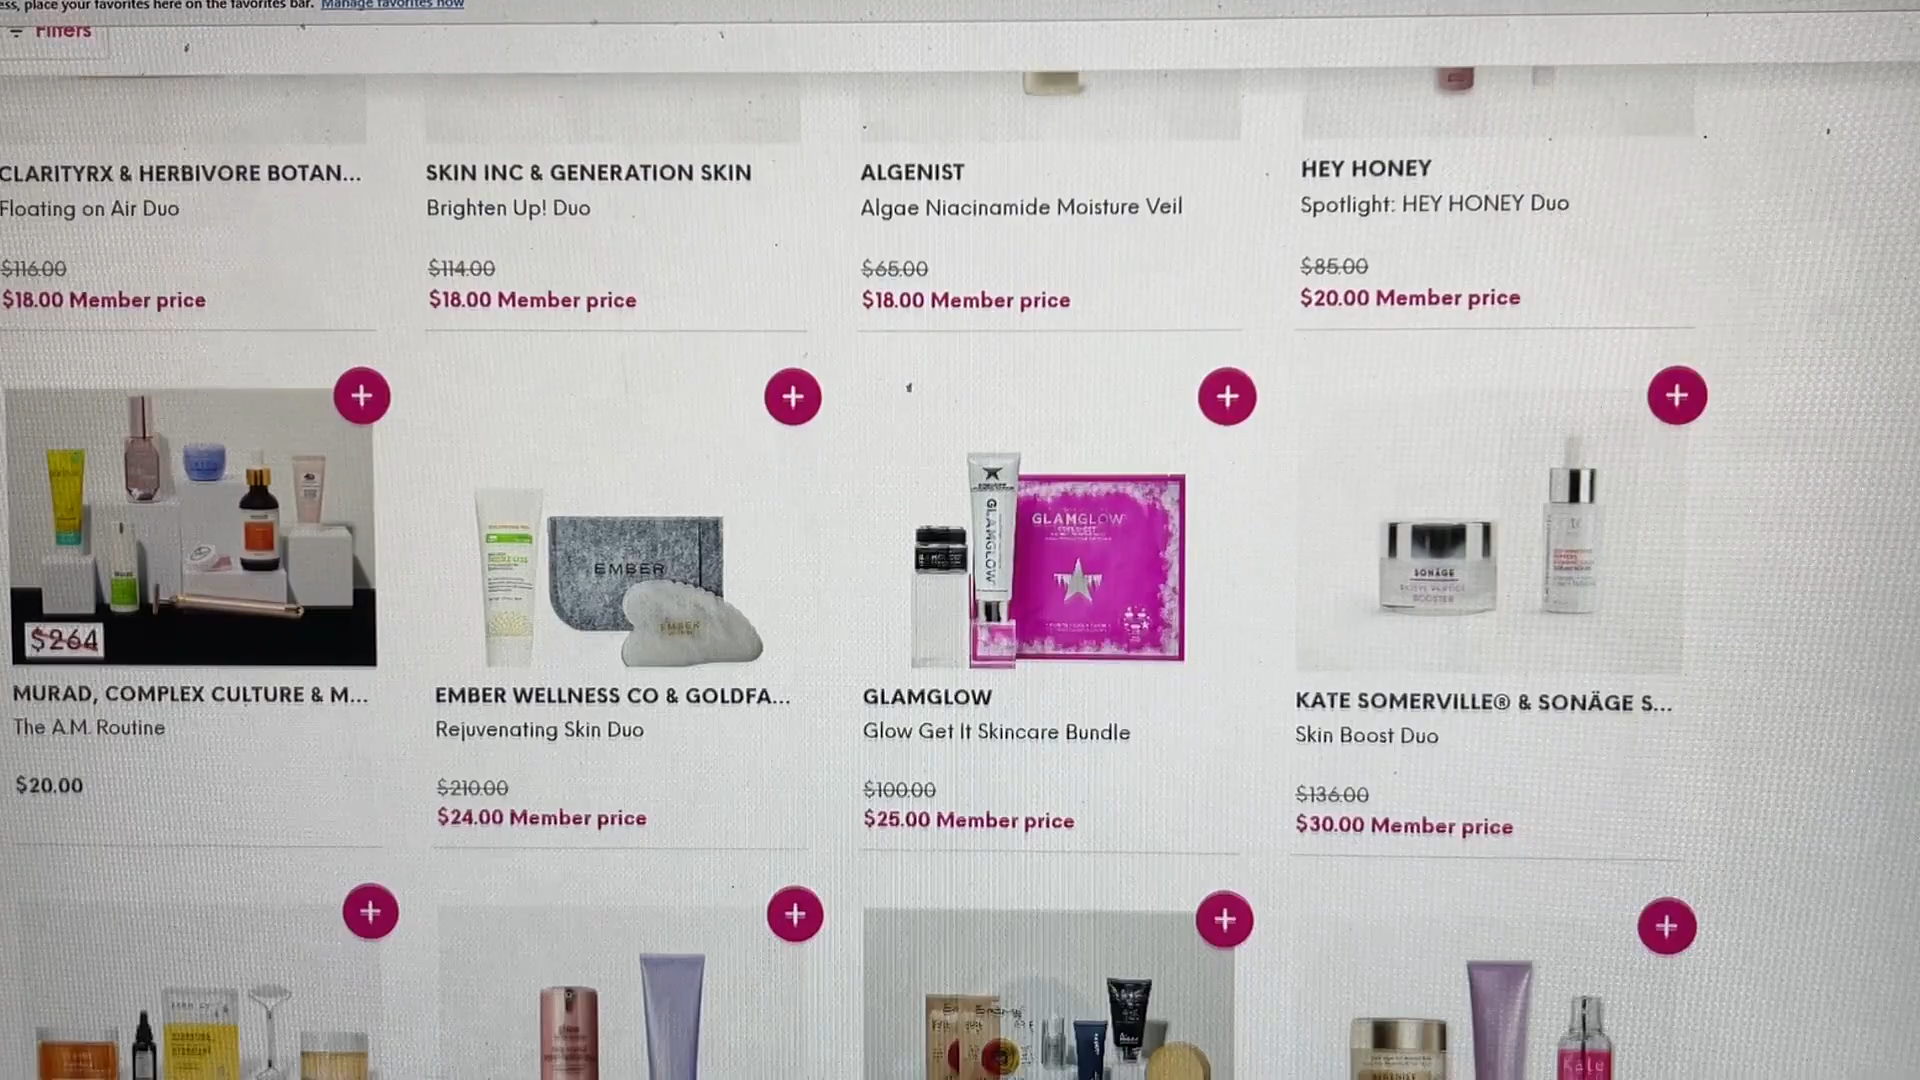 ess, place your favorites here on the favorites bar. Manage favorites now
Filters
CLARITYRX & HERBIVORE BOTAN...
Floating on Air Duo
$116.00
$18.00 Member price
SKIN INC & GENERATION SKIN
Brighten Up! Duo
$114.00
$18.00 Member price
ALGENIST
Algae Niacinamide Moisture Veil
$65.00
$18.00 Member price
HEY HONEY
Spotlight: HEY HONEY Duo
$85.00
$20.00 Member price
$264
MURAD, COMPLEX CULTURE & M...
The A.M. Routine
$20.00
EMBER
EMBER
EMBER WELLNESS CO & GOLDFA...
Rejuvenating Skin Duo
$210.00
$24.00 Member price
GLAMGLOW
GLAMGLOW
GLAMGLOW
Glow Get It Skincare Bundle
$100.00
$25.00 Member price
SONÄGE
BOOSTER
KATE SOMERVILLE® & SONÄGE S...
Skin Boost Duo
$136.00
$30.00 Member price
Kate